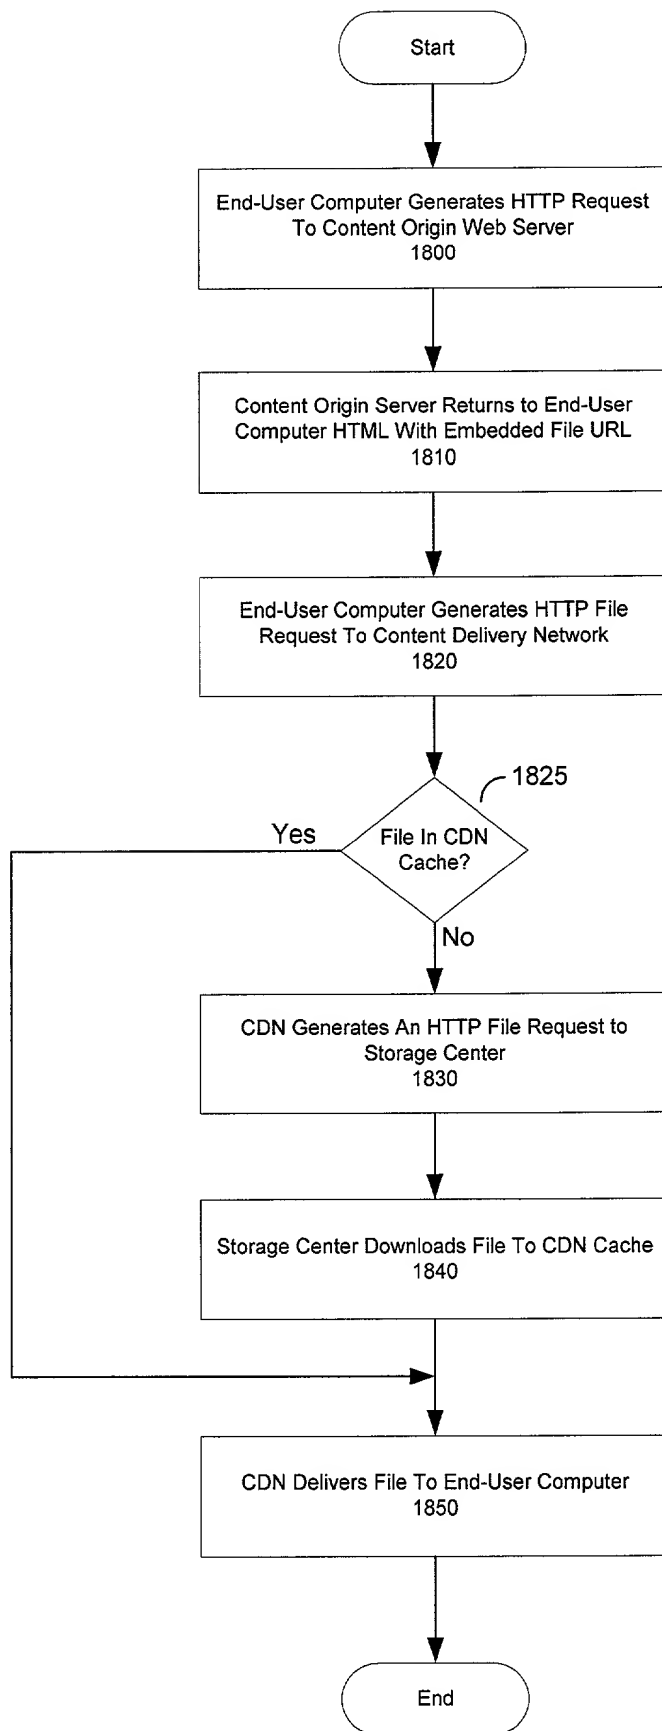 Start
End-User Computer Generates HTTP Request
To Content Origin Web Server
1800
Content Origin Server Returns to End-User
Computer HTML With Embedded File URL
1810
End-User Computer Generates HTTP File
Request To Content Delivery Network
1820
1825
Yes
File In CDN
Cache?
No
CDN Generates An HTTP File Request to
Storage Center
1830
Storage Center Downloads File To CDN Cache
1840
CDN Delivers File To End-User Computer
1850
End